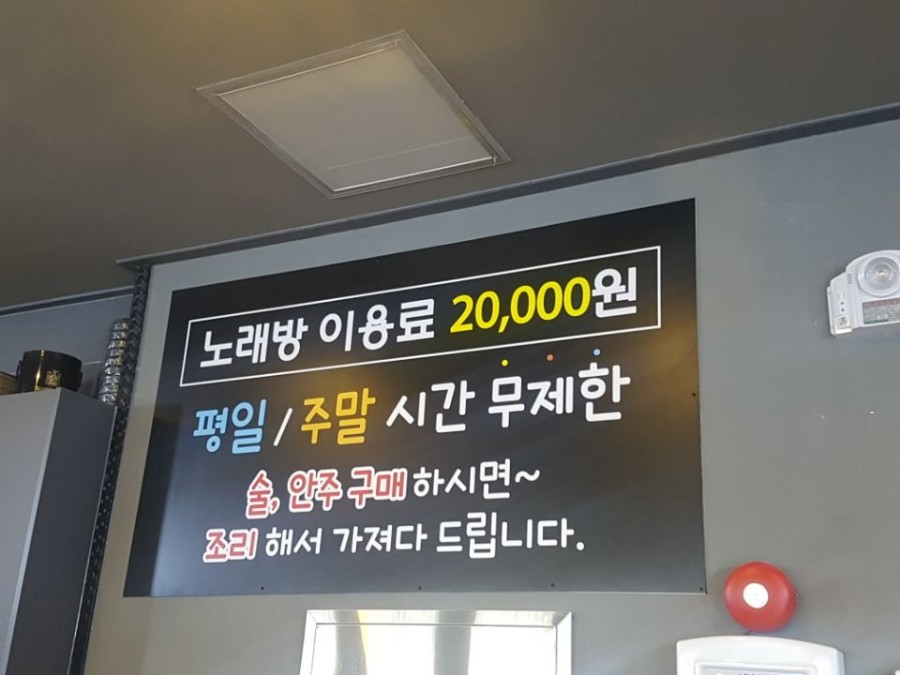 노래방 이용료 20,000원
평일 / 주말 시간 무제한
술, 안주 구매 하시면~
조리 해서 가져다 드립니다.